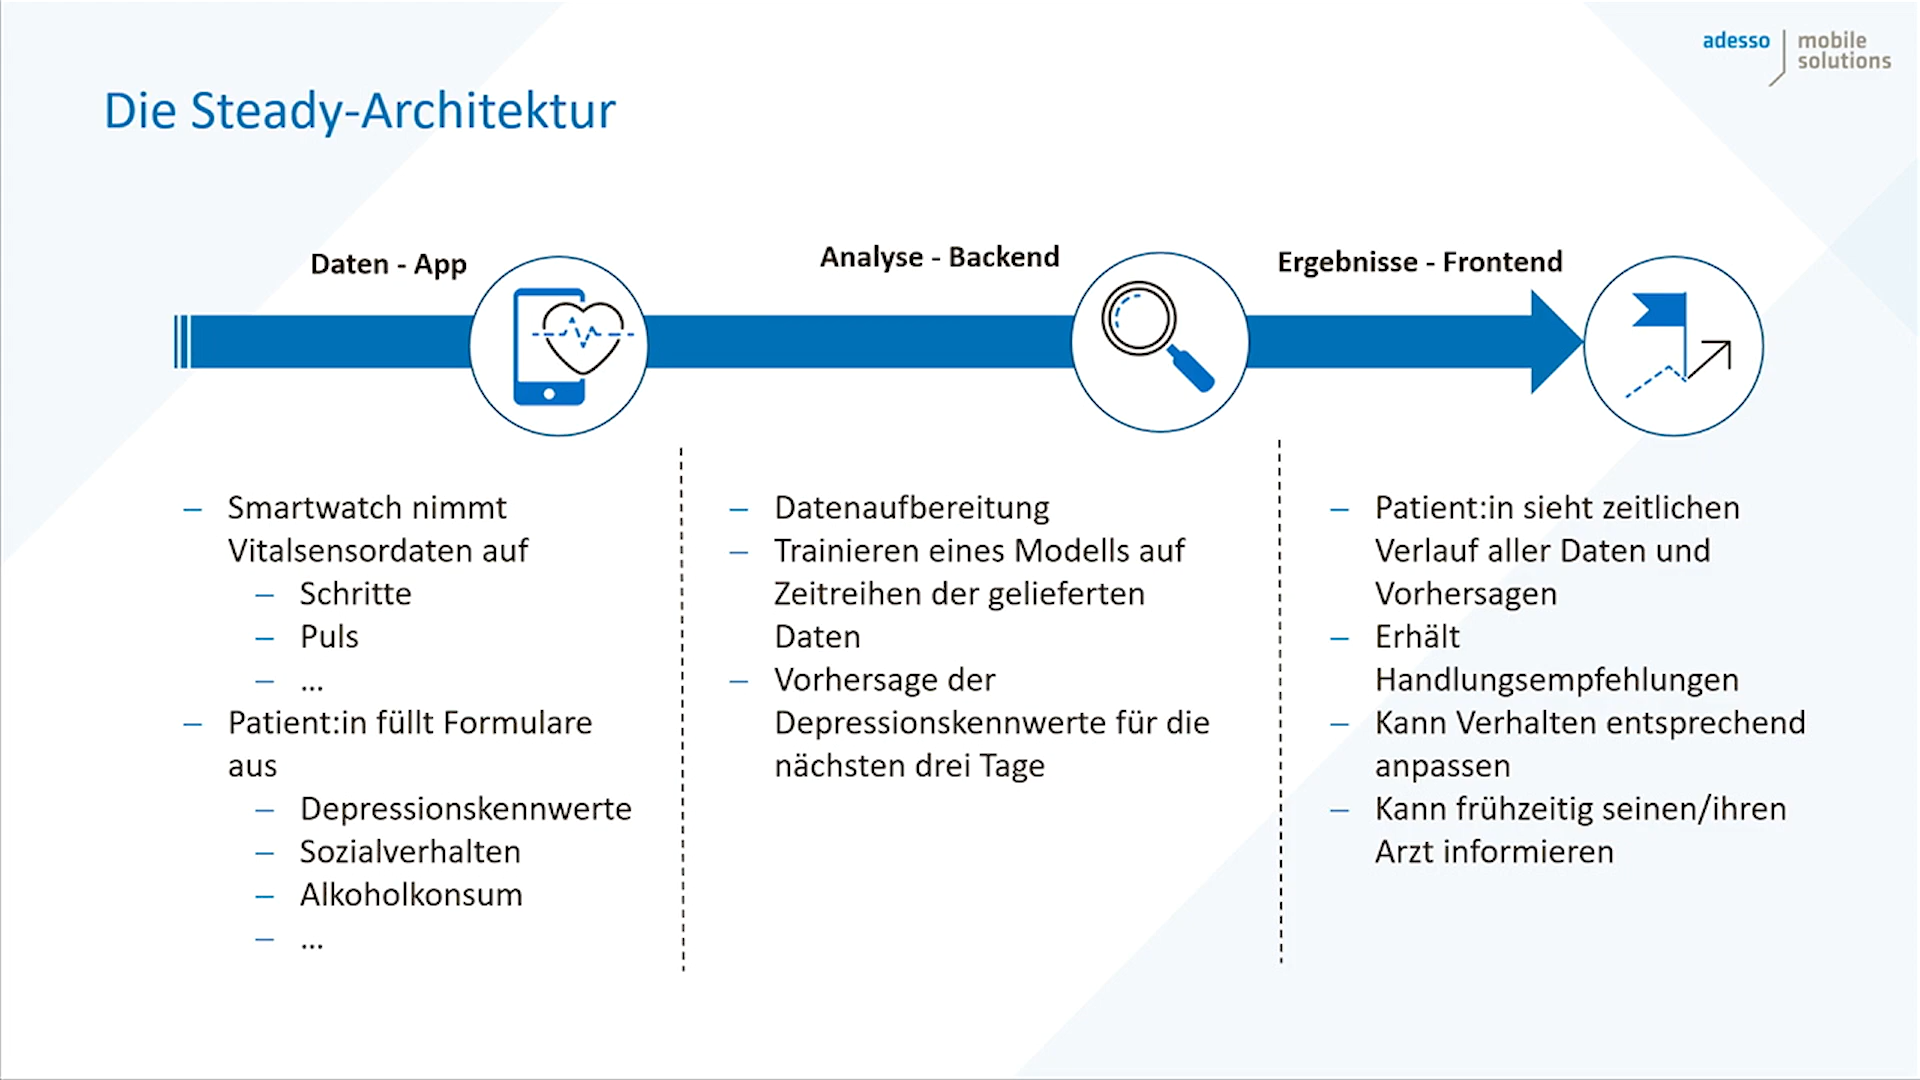 adesso mobile
solutions
Die Steady-Architektur
Daten - App
Analyse - Backend
Ergebnisse - Frontend
– Smartwatch nimmt
Vitalsensordaten auf
– Schritte
– Puls
– ...
– Patient:in füllt Formulare
aus
– Depressionskennwerte
– Sozialverhalten
– Alkoholkonsum
– ...
– Datenaufbereitung
– Trainieren eines Modells auf
Zeitreihen der gelieferten
Daten
– Vorhersage der
Depressionskennwerte für die
nächsten drei Tage
– Patient:in sieht zeitlichen
Verlauf aller Daten und
Vorhersagen
– Erhält
Handlungsempfehlungen
– Kann Verhalten entsprechend
anpassen
– Kann frühzeitig seinen/ihren
Arzt informieren